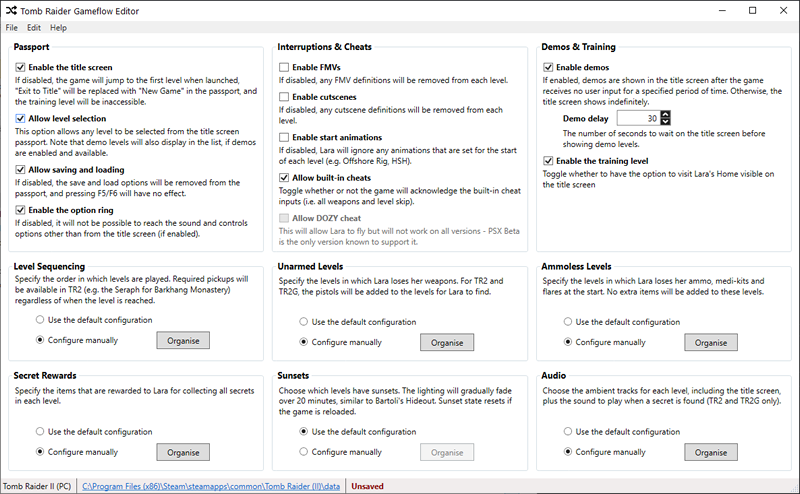 Tomb Raider Gameflow Editor
File Edit Help
Passport
Enable the title screen
If disabled, the game will jump to the first level when launched,
"Exit to Title" will be replaced with "New Game" in the passport, and
the training level will be inaccessible.
Allow level selection
This option allows any level to be selected from the title screen
passport. Note that demo levels will also display in the list, if demos
are enabled and available.
Allow saving and loading
If disabled, the save and load options will be removed from the
passport, and pressing F5/F6 will have no effect.
Enable the option ring
If disabled, it will not be possible to reach the sound and controls
options other than from the title screen (if enabled).
Interruptions & Cheats
Enable FMVs
If disabled, any FMV definitions will be removed from each level.
Enable cutscenes
If disabled, any cutscene definitions will be removed from each
level.
Enable start animations
If disabled, Lara will ignore any animations that are set for the start
of each level (e.g. Offshore Rig, HSH).
Allow built-in cheats
Toggle whether or not the game will acknowledge the built-in cheat
inputs (i.e. all weapons and level skip).
Allow DOZY cheat
This will allow Lara to fly but will not work on all versions - PSX Beta
is the only version known to support it.
Demos & Training
Enable demos
If enabled, demos are shown in the title screen after the game
receives no user input for a specified period of time. Otherwise, the
title screen shows indefinitely.
Demo delay 30
The number of seconds to wait on the title screen before
showing demo levels.
Enable the training level
Toggle whether to have the option to visit Lara's Home visible on
the title screen
Level Sequencing
Specify the order in which levels are played. Required pickups will
be available in TR2 (e.g. the Seraph for Barkhang Monastery)
regardless of when the level is reached.
Use the default configuration
Configure manually Organise
Unarmed Levels
Specify the levels in which Lara loses her weapons. For TR2 and
TR2G, the pistols will be added to the levels for Lara to find.
Use the default configuration
Configure manually Organise
Ammoless Levels
Specify the levels in which Lara loses her ammo, medi-kits and
flares at the start. No extra items will be added to these levels.
Use the default configuration
Configure manually Organise
Secret Rewards
Specify the items that are rewarded to Lara for collecting all secrets
in each level.
Use the default configuration
Configure manually Organise
Sunsets
Choose which levels have sunsets. The lighting will gradually fade
over 20 minutes, similar to Bartoli's Hideout. Sunset state resets if
the game is reloaded.
Use the default configuration
Configure manually Organise
Audio
Choose the ambient tracks for each level, including the title screen,
plus the sound to play when a secret is found (TR2 and TR2G only).
Use the default configuration
Configure manually Organise
Tomb Raider II (PC) C:\Program Files (x86)\Steam\steamapps\common\Tomb Raider (II)\data Unsaved